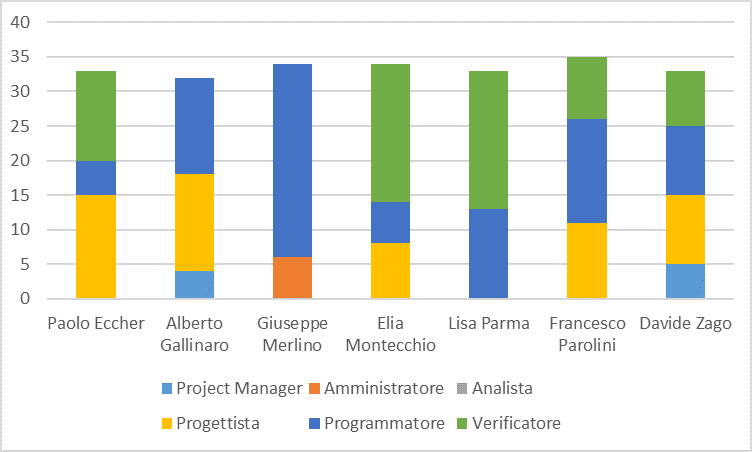 40
35
30
25
20
15
10
5
0
Paolo Eccher
Alberto Gallinaro
Giuseppe Merlino
Elia Montecchio
Lisa Parma
Francesco Parolini
Davide Zago
Project Manager
Amministratore
Analista
Progettista
Programmatore
Verificatore